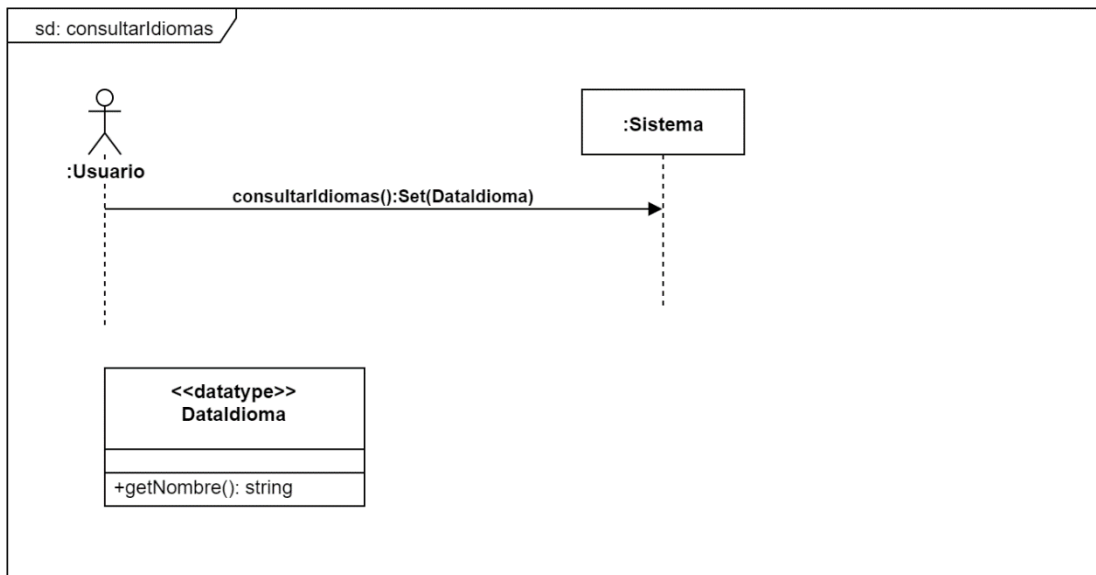 sd: consultarIdiomas
:Usuario
:Sistema
consultarIdiomas():Set(DataIdioma)
<<datatype>>
DataIdioma
+getNombre(): string